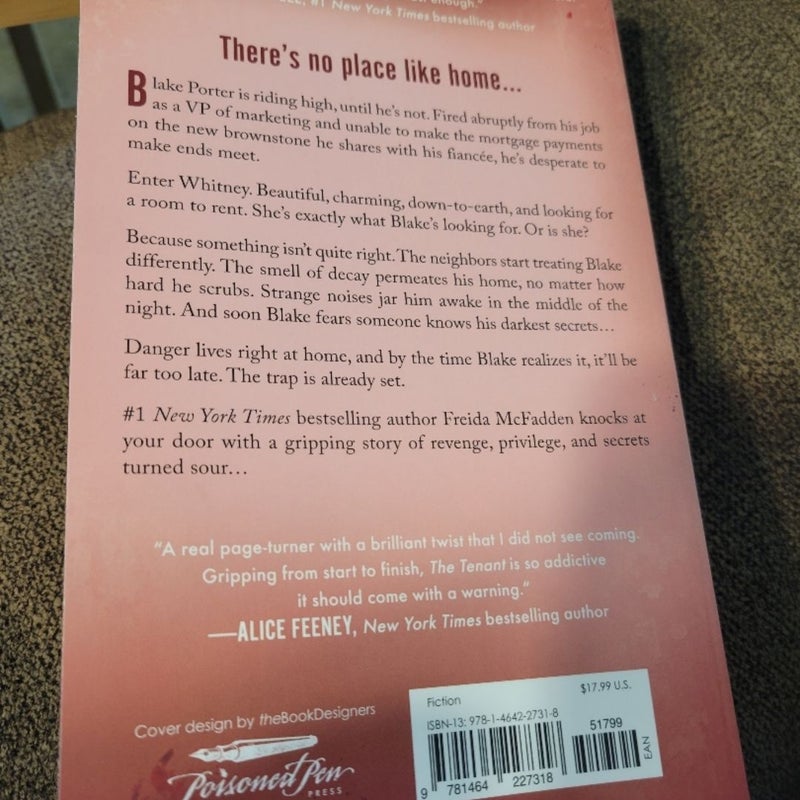 enough."
#1 New York Times bestselling author
There's no place like home...
Blake Porter is riding high, until he's not. Fired abruptly from his job
as a VP of marketing and unable to make the mortgage payments
on the new brownstone he shares with his fiancée, he's desperate to
make ends meet.
Enter Whitney. Beautiful, charming, down-to-earth, and looking for
a room to rent. She's exactly what Blake's looking for. Or is she?
Because something isn't quite right. The neighbors start treating Blake
differently. The smell of decay permeates his home, no matter how
hard he scrubs. Strange noises jar him awake in the middle of the
night. And soon Blake fears someone knows his darkest secrets...
Danger lives right at home, and by the time Blake realizes it, it'll be
far too late. The trap is already set.
#1 New York Times bestselling author Freida McFadden knocks at
your door with a gripping story of revenge, privilege, and secrets
turned sour...
"A real page-turner with a brilliant twist that I did not see coming.
Gripping from start to finish, The Tenant is so addictive
it should come with a warning."
—ALICE FEENEY, New York Times bestselling author
Cover design by theBookDesigners
Poisoned Pen
PRESS
Fiction
$17.99 U.S.
ISBN-13: 978-1-4642-2731-8
51799
EAN
9 781464 227318